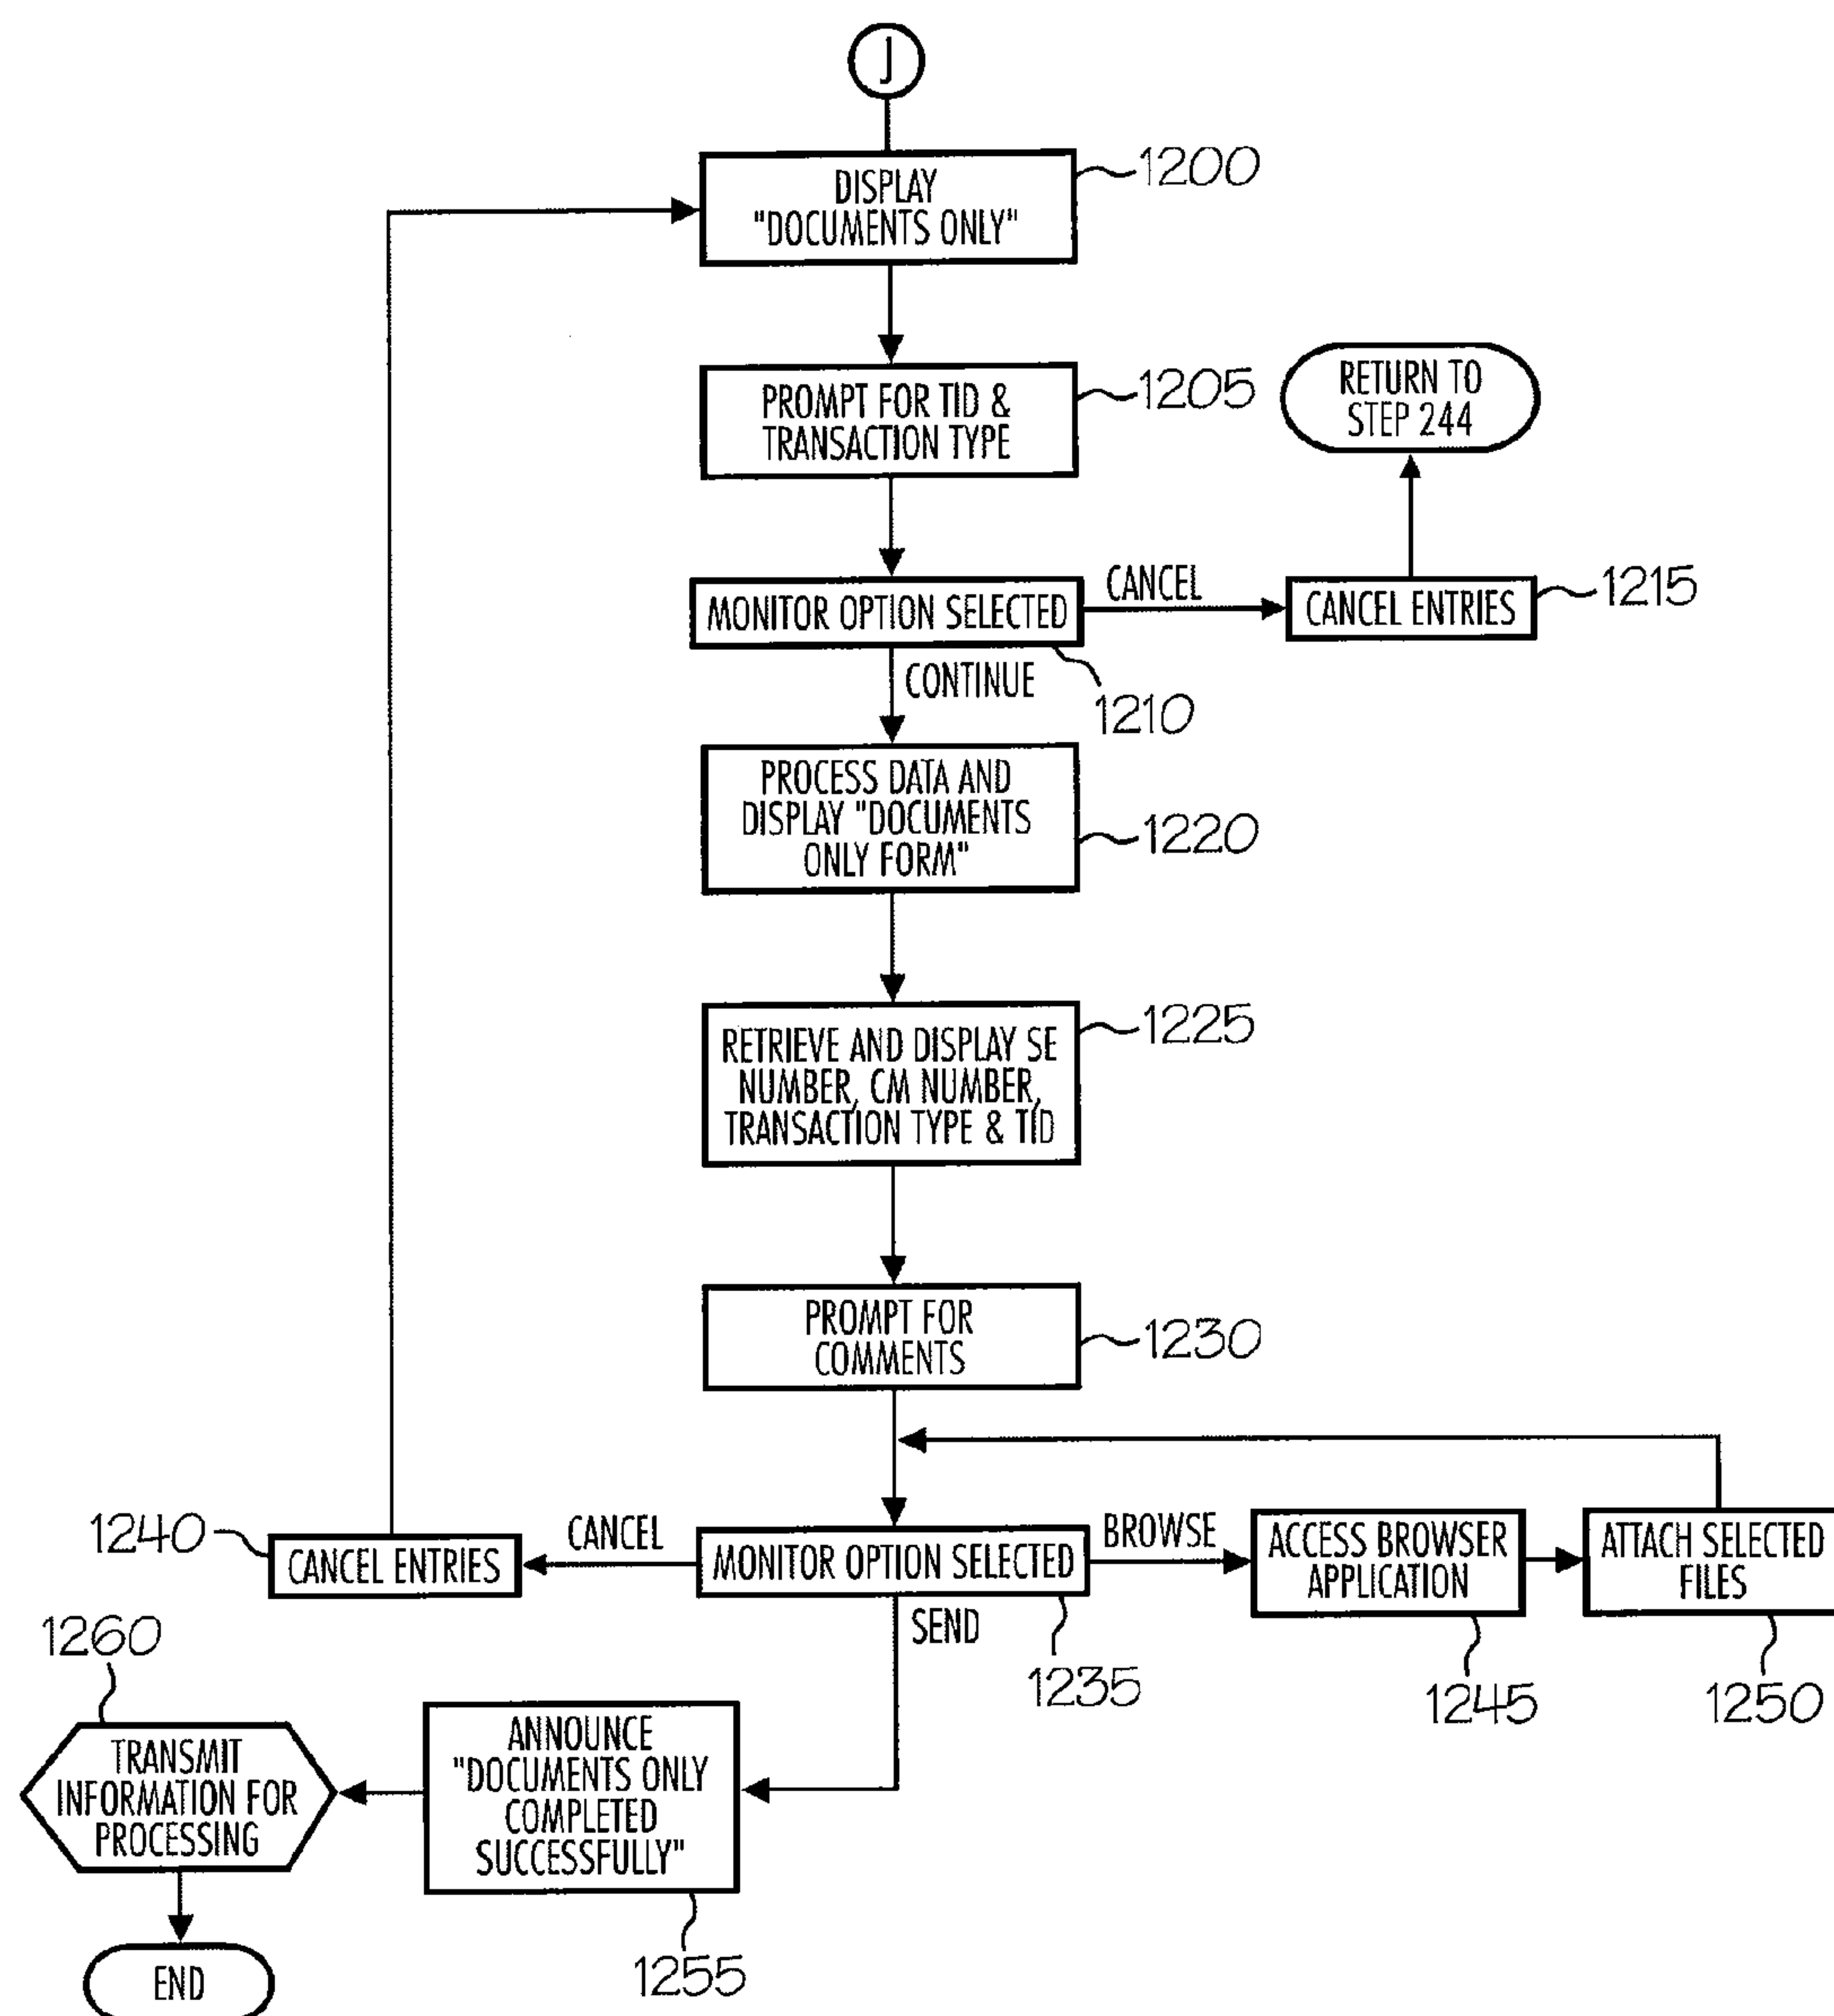 J
DISPLAY
"DOCUMENTS ONLY"
1200
PROMPT FOR TID &
TRANSACTION TYPE
1205
RETURN TO
STEP 244
MONITOR OPTION SELECTED
CANCEL
CANCEL ENTRIES
1215
CONTINUE
1210
PROCESS DATA AND
DISPLAY "DOCUMENTS
ONLY FORM"
1220
RETRIEVE AND DISPLAY SE
NUMBER, CM NUMBER,
TRANSACTION TYPE & TID
1225
PROMPT FOR
COMMENTS
1230
1240
CANCEL ENTRIES
CANCEL
MONITOR OPTION SELECTED
BROWSE
ACCESS BROWSER
APPLICATION
ATTACH SELECTED
FILES
SEND
1235
1245
1250
1260
TRANSMIT
INFORMATION FOR
PROCESSING
ANNOUNCE
"DOCUMENTS ONLY
COMPLETED
SUCCESSFULLY"
1255
END